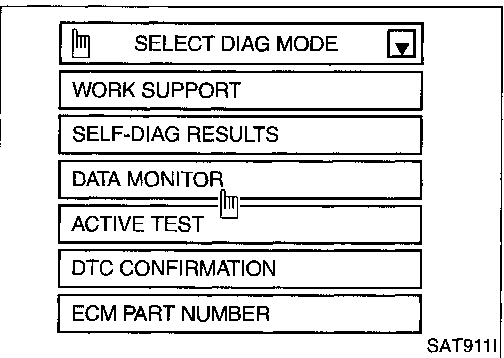 SELECT DIAG MODE
WORK SUPPORT
SELF-DIAG RESULTS
DATA MONITOR
ACTIVE TEST
DTC CONFIRMATION
ECM PART NUMBER
SAT911I